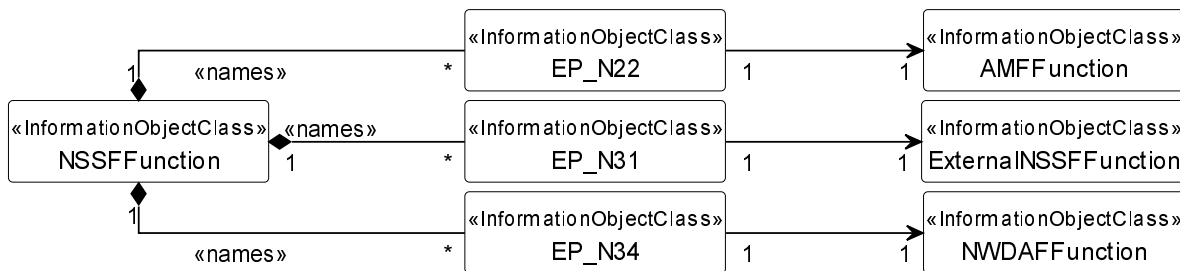 «InformationObjectClass»
EP_N22
«InformationObjectClass»
AMFFunction
1
«names»
*
1
1
«InformationObjectClass»
NSSFFunction
«names»
1
*
«InformationObjectClass»
EP_N31
1
1
«InformationObjectClass»
ExternalNSSFFunction
1
«names»
*
«InformationObjectClass»
EP_N34
1
1
«InformationObjectClass»
NWDAFFunction